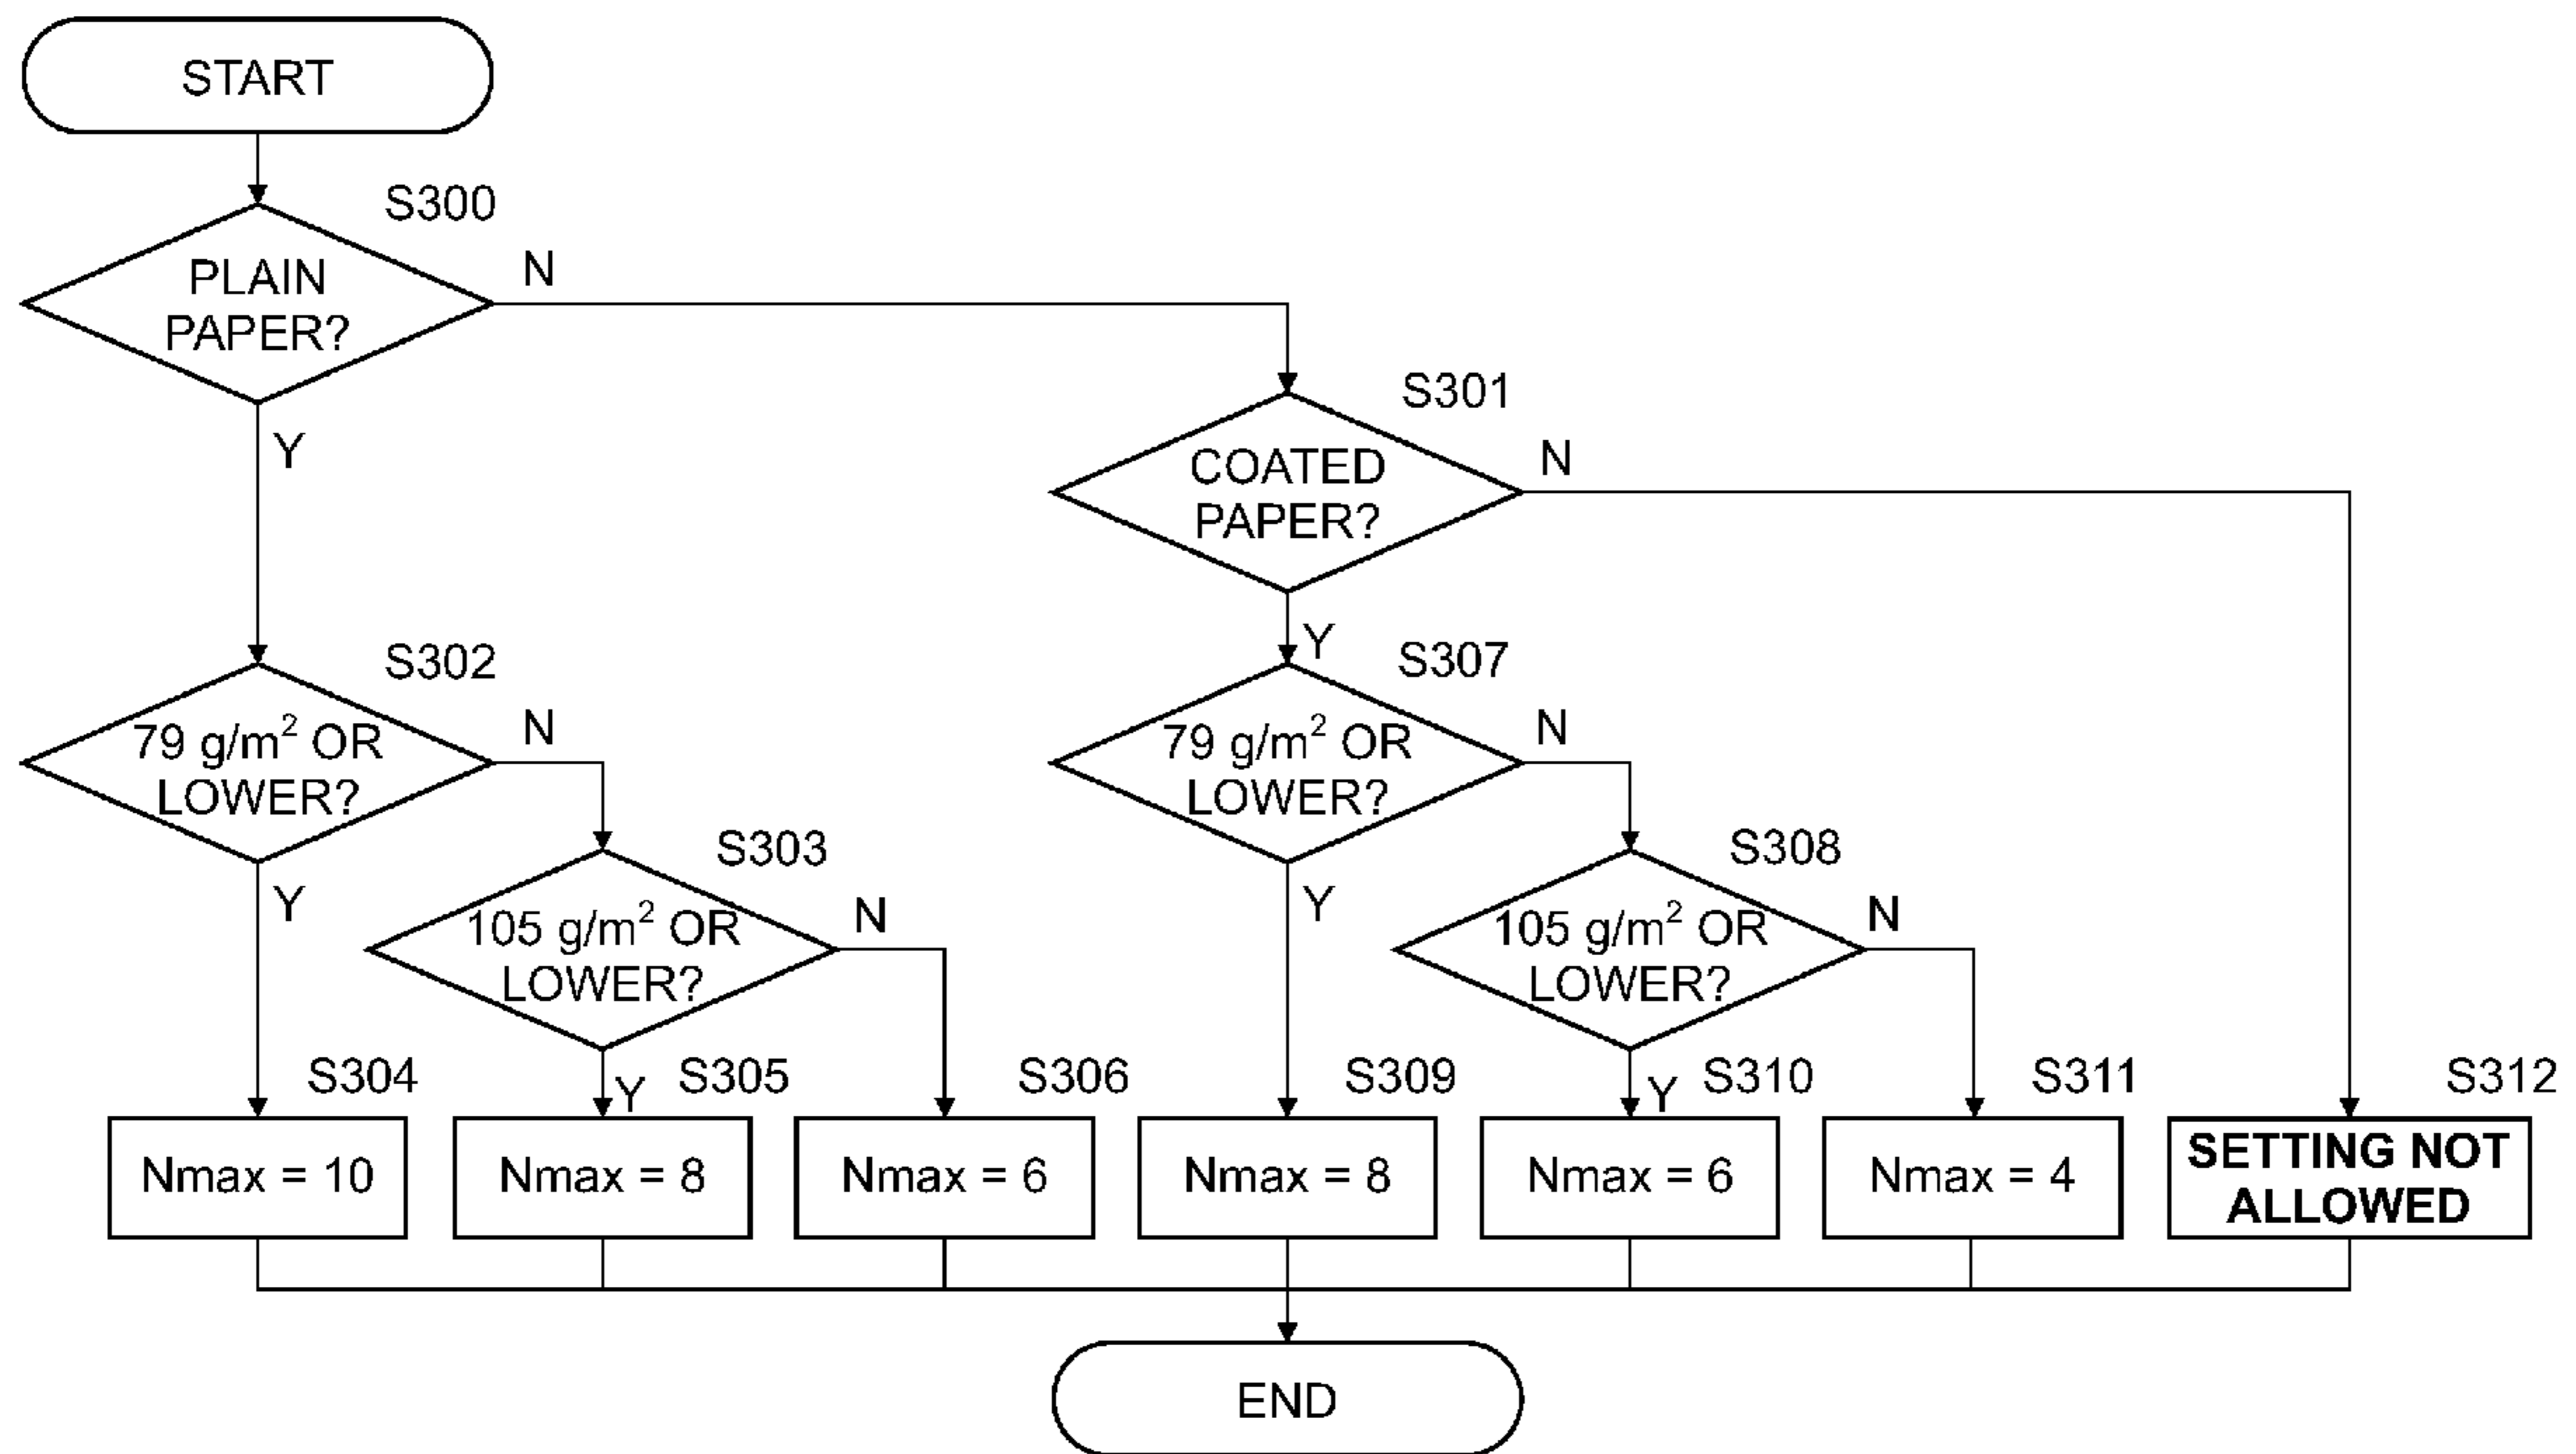 START
S300
PLAIN
PAPER?
N
Y
S301
COATED
PAPER?
N
Y
S302
79 g/m² OR
LOWER?
N
Y
S303
105 g/m² OR
LOWER?
N
Y
S307
79 g/m² OR
LOWER?
N
Y
S308
105 g/m² OR
LOWER?
N
Y
S304
Nmax = 10
S305
Nmax = 8
S306
Nmax = 6
S309
Nmax = 8
S310
Nmax = 6
S311
Nmax = 4
S312
SETTING NOT
ALLOWED
END